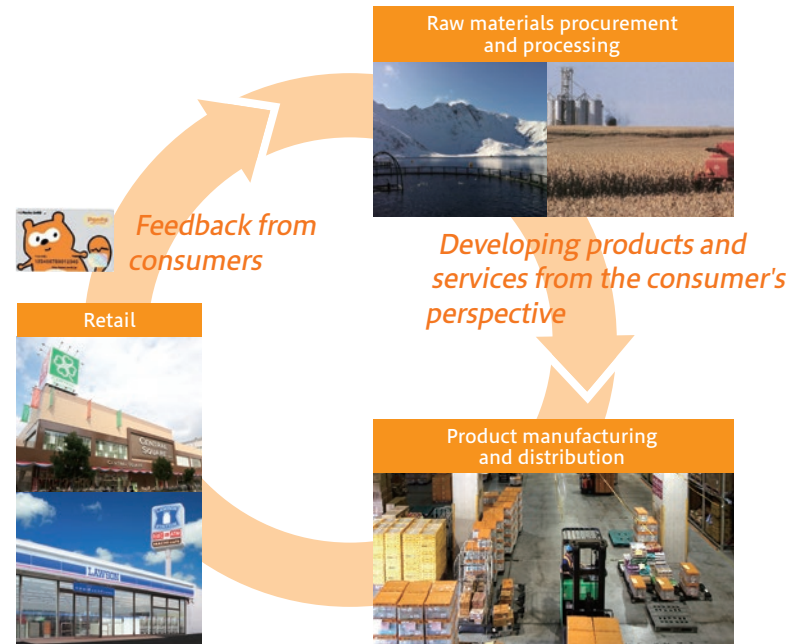 Raw materials procurement
and processing
Feedback from
consumers
Developing products and
services from the consumer's
perspective
Retail
CENTRAL
SQUARE
LAWSON
Product manufacturing
and distribution
Ponta